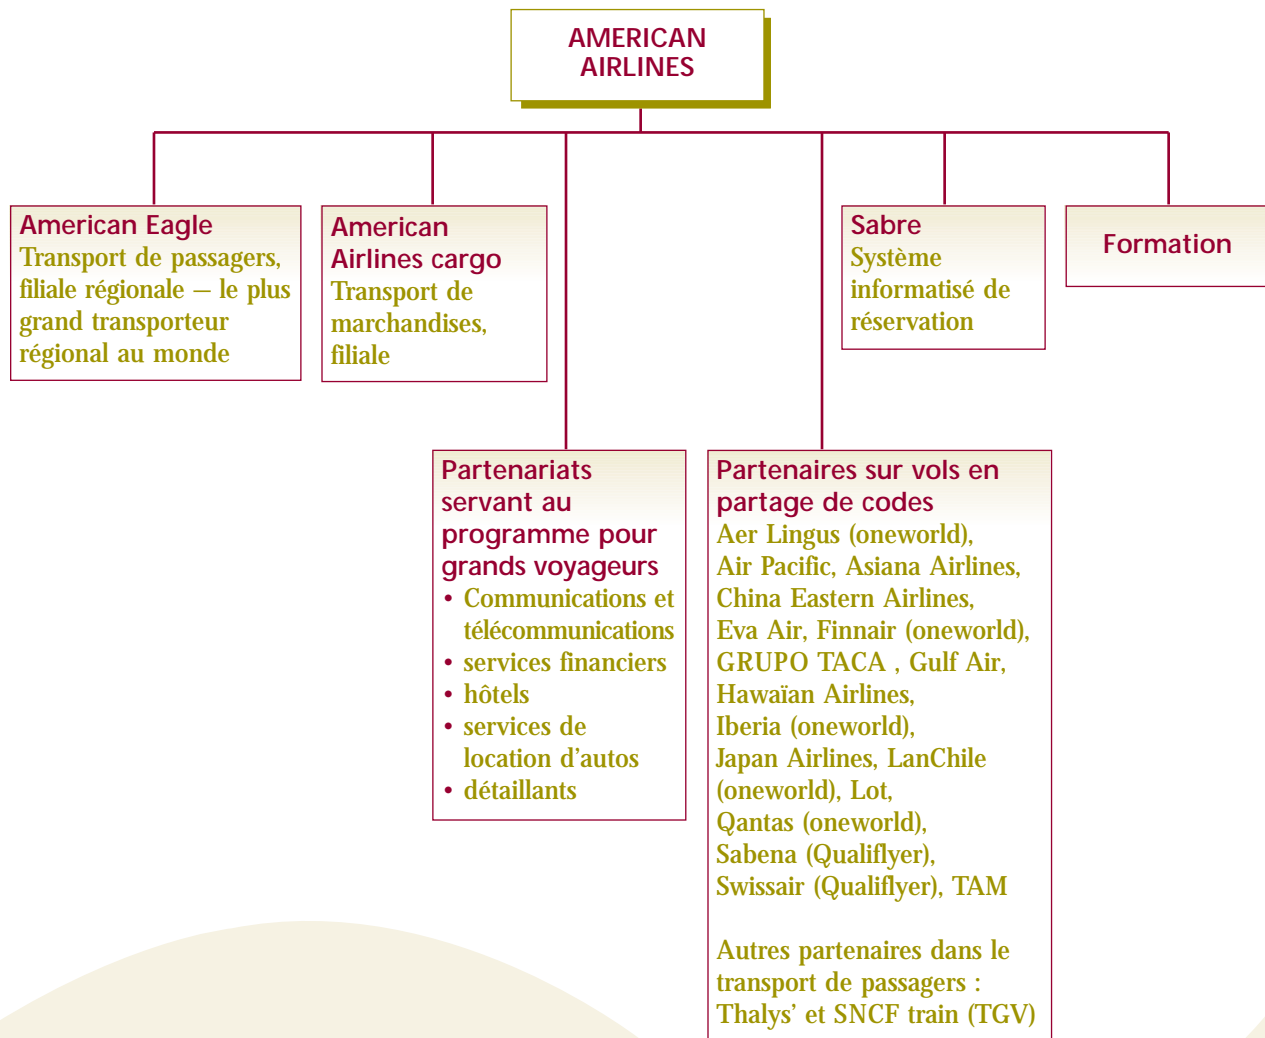 AMERICAN
AIRLINES
American Eagle
Transport de passagers,
filiale régionale – le plus
grand transporteur
régional au monde
American
Airlines cargo
Transport de
marchandises,
filiale
Sabre
Système
informatisé de
réservation
Formation
Partenariats
servant au
programme pour
grands voyageurs
• Communications et
télécommunications
• services financiers
• hôtels
• services de
location d'autos
• détaillants
Partenaires sur vols en
partage de codes
Aer Lingus (oneworld),
Air Pacific, Asiana Airlines,
China Eastern Airlines,
Eva Air, Finnair (oneworld),
GRUPO TACA , Gulf Air,
Hawaïan Airlines,
Iberia (oneworld),
Japan Airlines, LanChile
(oneworld), Lot,
Qantas (oneworld),
Sabena (Qualiflyer),
Swissair (Qualiflyer), TAM
Autres partenaires dans le
transport de passagers :
Thalys' et SNCF train (TGV)